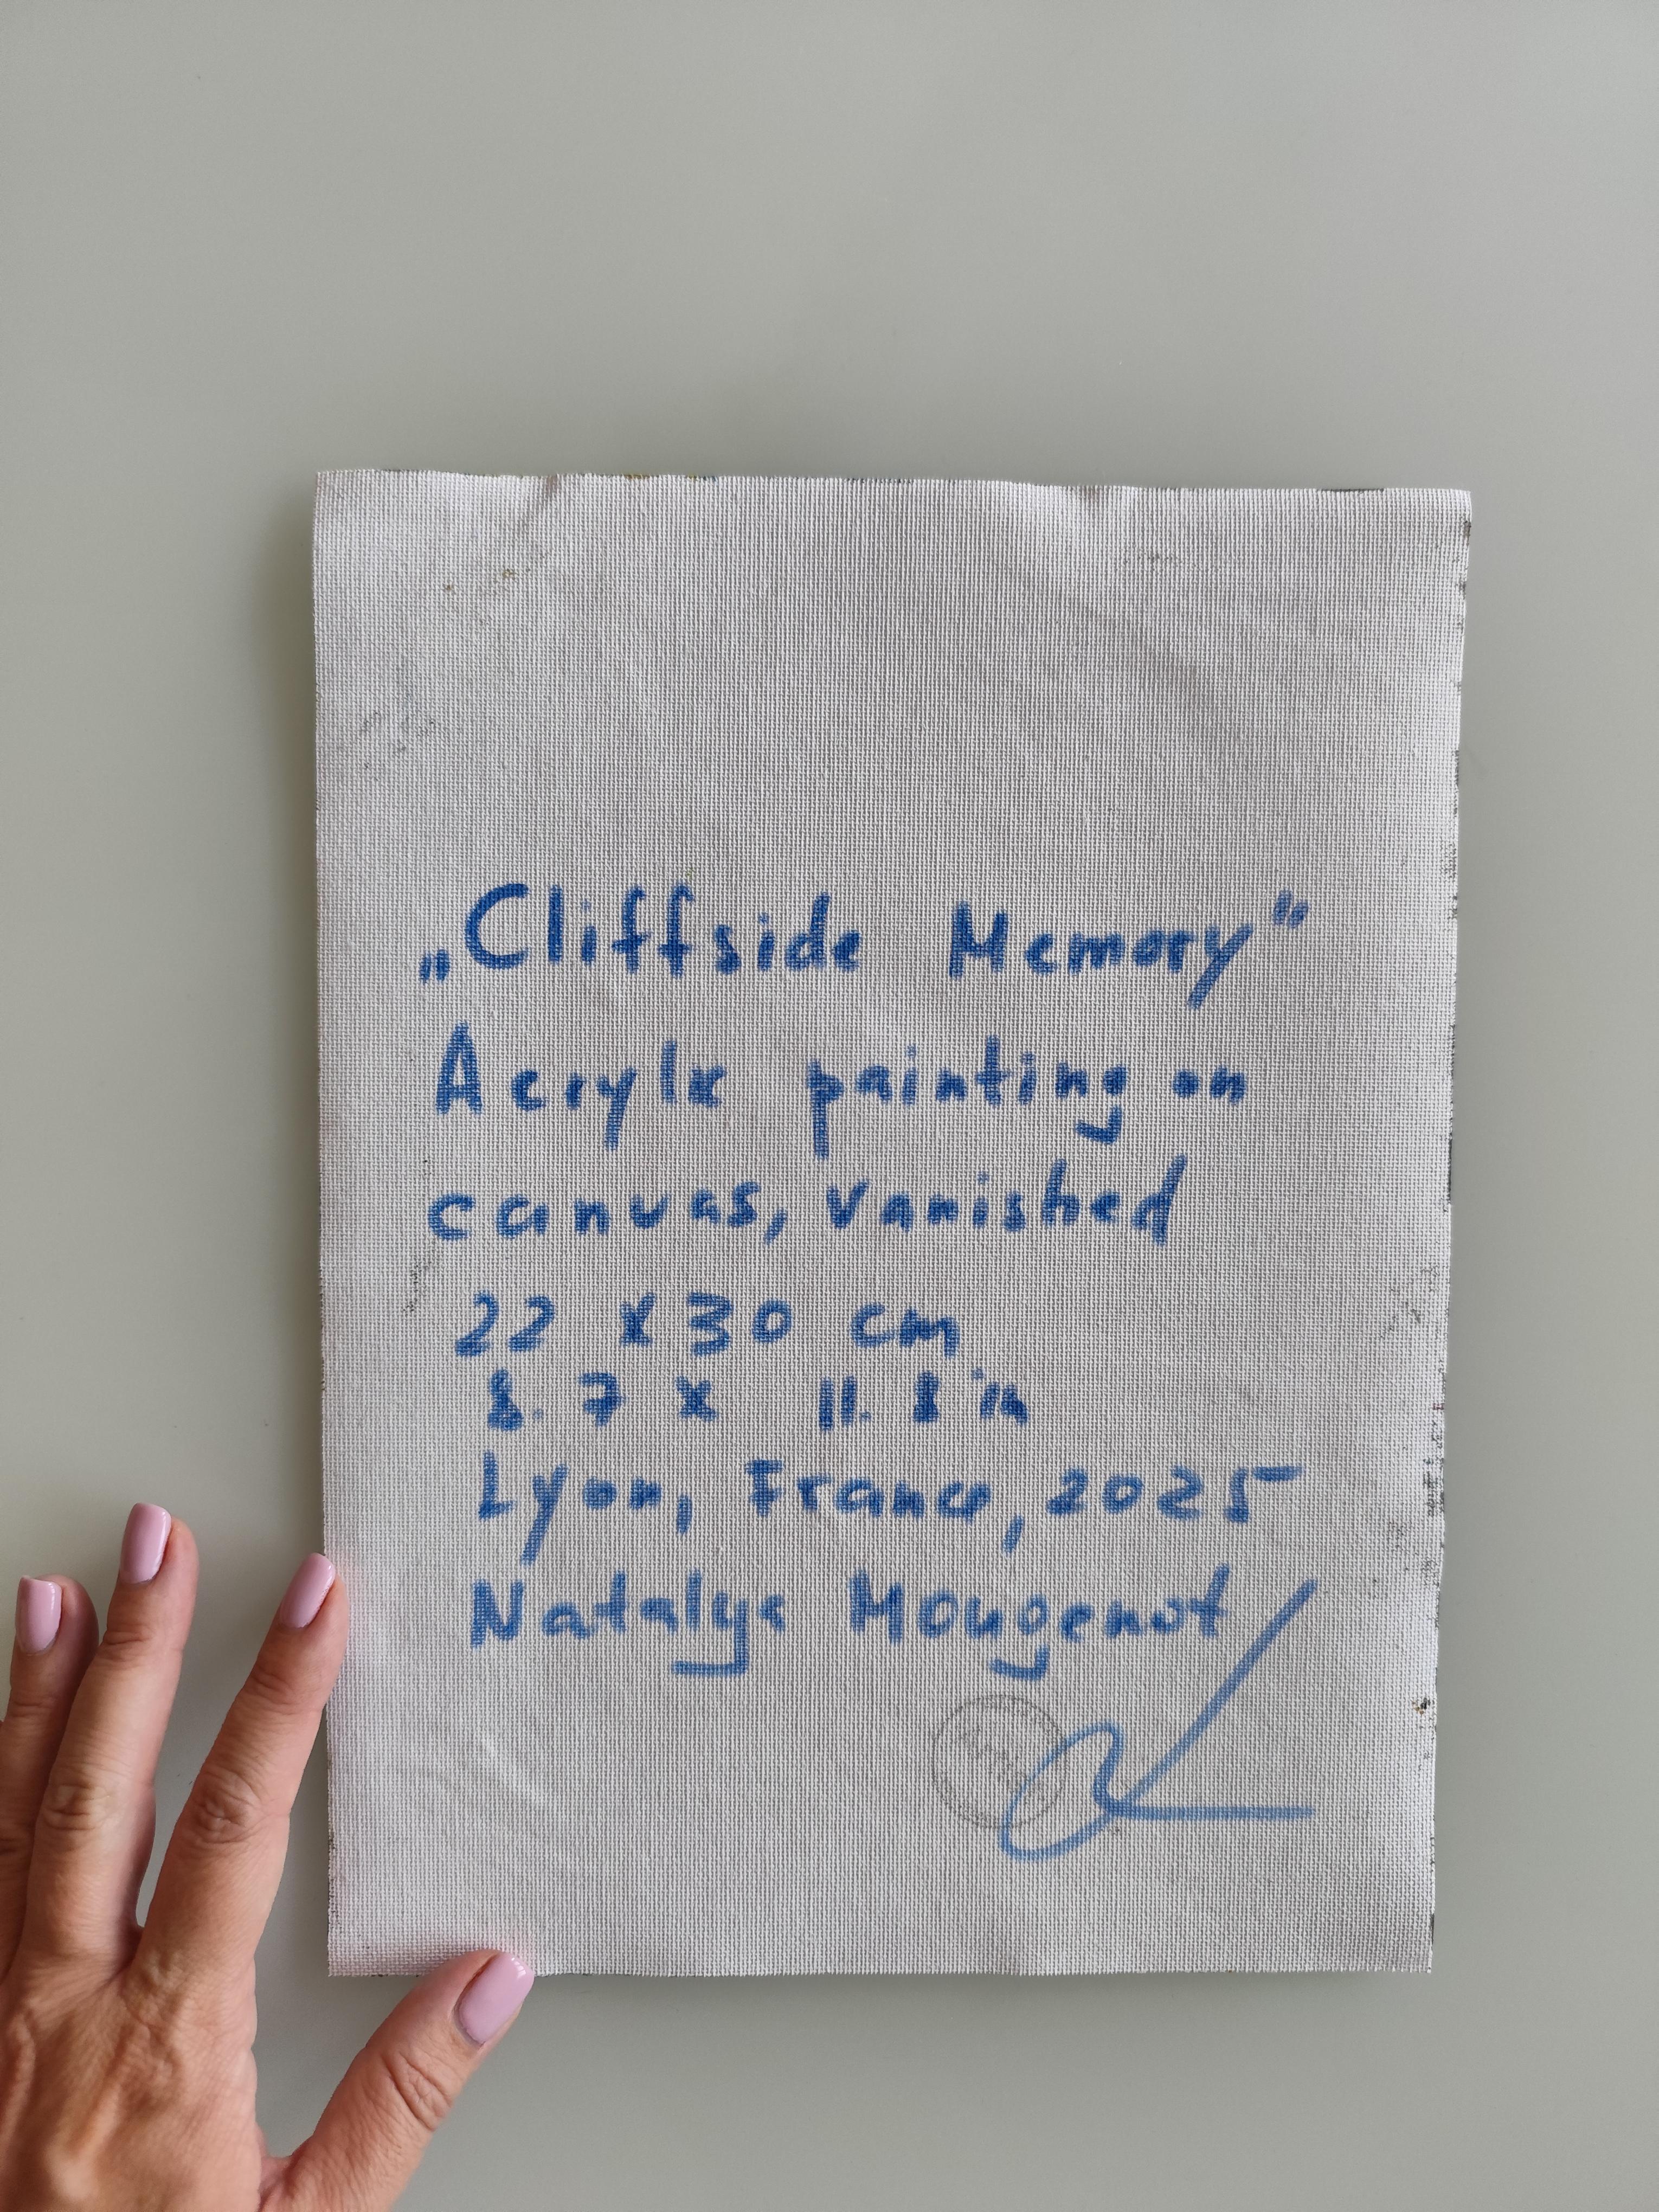 „Cliffside Memory"
Acrylic painting on
canvas, vanished
22 x 30 cm
8.7 x 11.8 in
Lyon, France, 2025
Natalya Mougenot